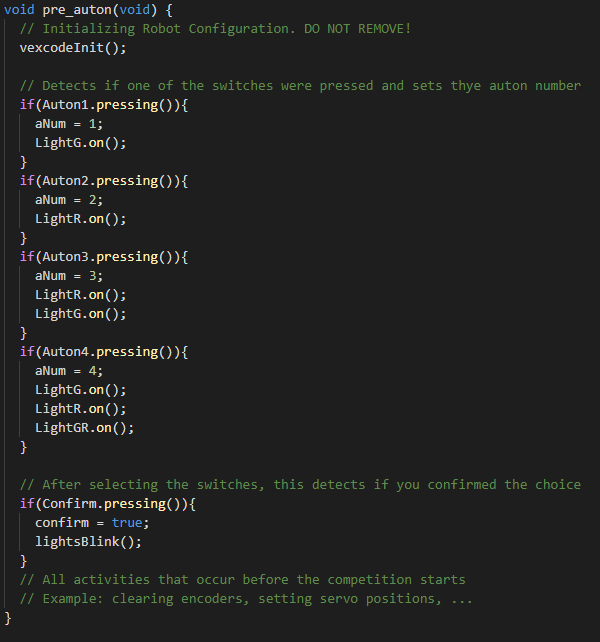 void pre_auton(void) {
  // Initializing Robot Configuration. DO NOT REMOVE!
  vexcodeInit();

  // Detects if one of the switches were pressed and sets thye auton number
  if(Auton1.pressing()){
    aNum = 1;
    LightG.on();
  }
  if(Auton2.pressing()){
    aNum = 2;
    LightR.on();
  }
  if(Auton3.pressing()){
    aNum = 3;
    LightR.on();
    LightG.on();
  }
  if(Auton4.pressing()){
    aNum = 4;
    LightG.on();
    LightR.on();
    LightGR.on();
  }

  // After selecting the switches, this detects if you confirmed the choice
  if(Confirm.pressing()){
    confirm = true;
    lightsBlink();
  }
  // All activities that occur before the competition starts
  // Example: clearing encoders, setting servo positions, ...
}